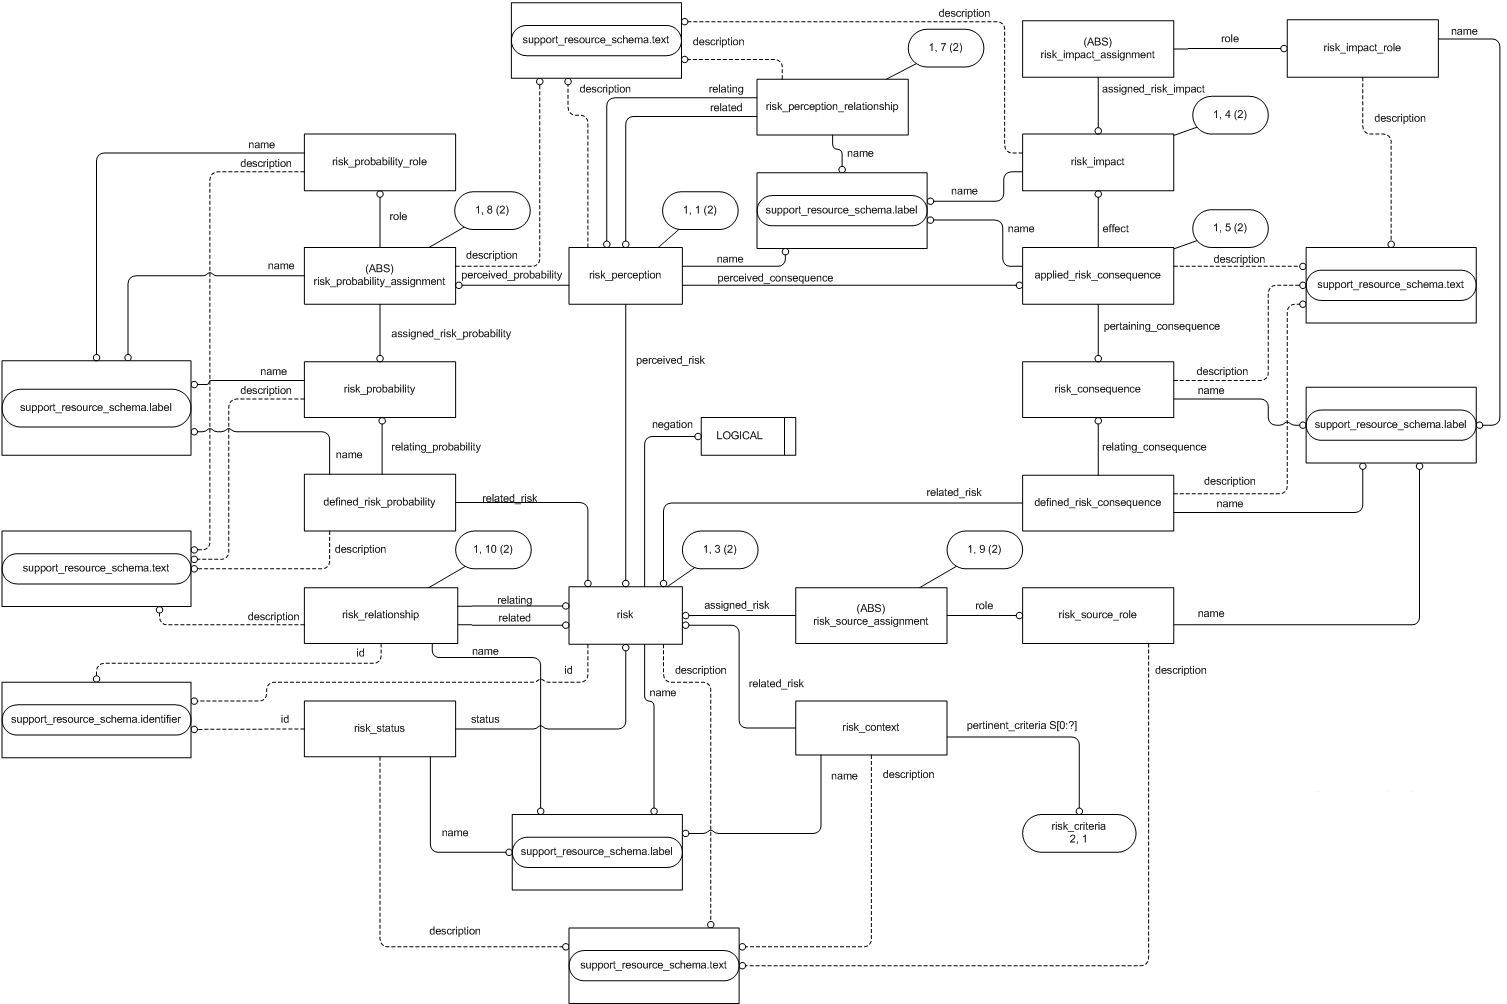 description
support_resource_schema.text
description
1, 7 (2)
(ABS)
risk_impact_assignment
role
risk_impact_role
name
description
relating
related
risk_perception_relationship
assigned_risk_impact
1, 4 (2)
description
name
description
risk_probability_role
name
risk_impact
role
1, 8 (2)
1, 1 (2)
support_resource_schema.label
name
name
effect
1, 5 (2)
name
(ABS)
risk_probability_assignment
description
perceived_probability
risk_perception
name
perceived_consequence
applied_risk_consequence
description
support_resource_schema.text
assigned_risk_probability
perceived_risk
pertaining_consequence
name
description
risk_probability
risk_consequence
description
name
support_resource_schema.label
relating_probability
name
negation
LOGICAL
relating_consequence
support_resource_schema.label
defined_risk_probability
related_risk
related_risk
defined_risk_consequence
description
name
description
1, 10 (2)
1, 3 (2)
1, 9 (2)
support_resource_schema.text
description
risk_relationship
relating
related
risk
assigned_risk
(ABS)
risk_source_assignment
role
risk_source_role
name
id
name
id
description
name
related_risk
description
support_resource_schema.identifier
id
risk_status
status
risk_context
pertinent_criteria S[0:?]
name
description
name
support_resource_schema.label
risk_criteria
2, 1
description
support_resource_schema.text